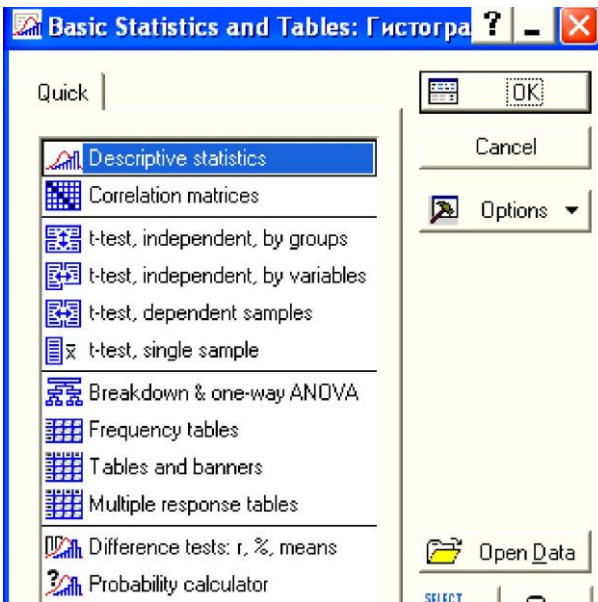 Basic Statistics and Tables: Гистогра
Quick
OK
Cancel
Options
Descriptive statistics
Correlation matrices
t-test, independent, by groups
t-test, independent, by variables
t-test, dependent samples
t-test, single sample
Breakdown & one-way ANOVA
Frequency tables
Tables and banners
Multiple response tables
Difference tests: r, %, means
Probability calculator
Open Data
SELECT